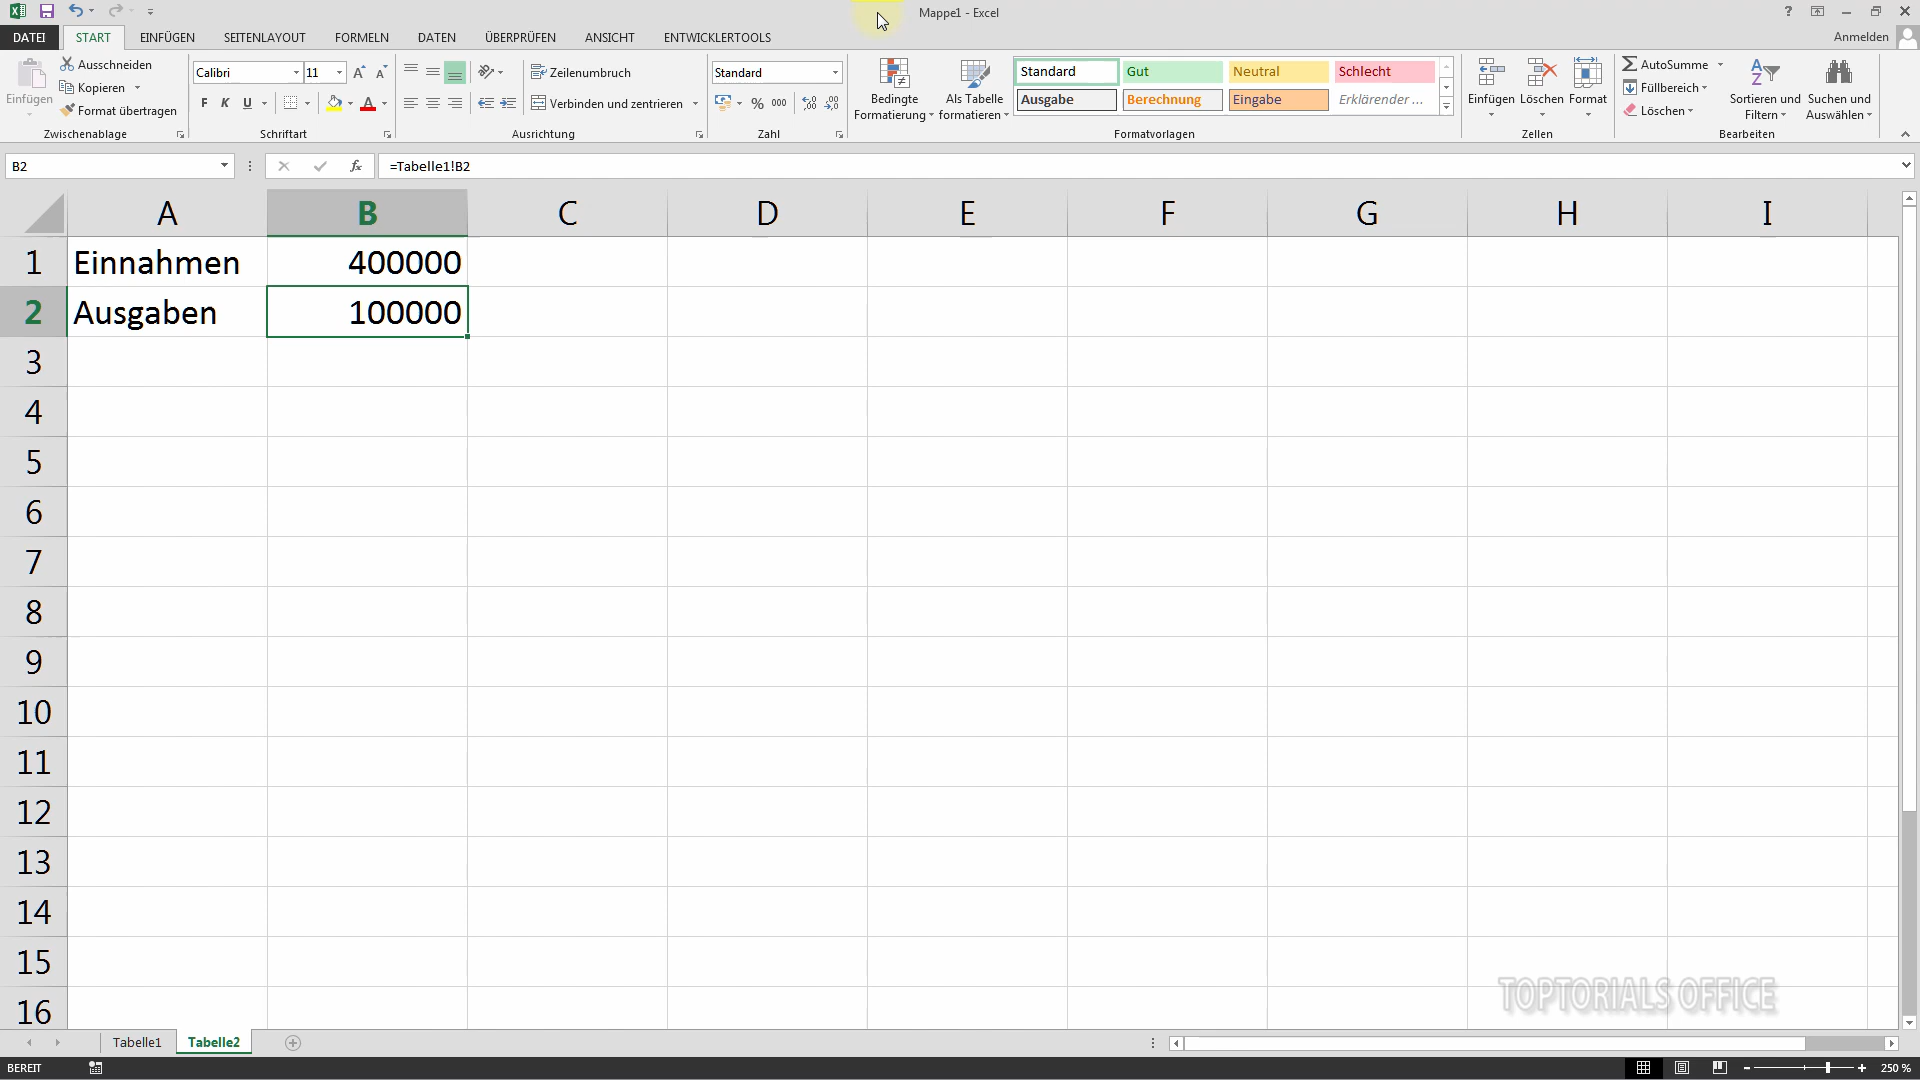 Mappe1 - Excel
?
DATEI START EINFÜGEN SEITENLAYOUT FORMELN DATEN ÜBERPRÜFEN ANSICHT ENTWICKLERTOOLS Anmelden
Einfügen
Ausschneiden
Kopieren
Format übertragen
Zwischenablage
Calibri 11
F K U
Schriftart
Zeilenumbruch
Verbinden und zentrieren
Ausrichtung
Standard
% 000
Zahl
Bedingte
Formatierung
Als Tabelle
formatieren
Standard Gut Neutral Schlecht
Ausgabe Berechnung Eingabe Erklärender ...
Formatvorlagen
Einfügen Löschen Format
Zellen
AutoSumme
Füllbereich
Löschen
Sortieren und
Filtern
Suchen und
Auswählen
Bearbeiten
B2 fx =Tabelle1!B2
A B C D E F G H I
1 Einnahmen 400000
2 Ausgaben 100000
3
4
5
6
7
8
9
10
11
12
13
14
15
16
TOPTORIALS OFFICE
Tabelle1 Tabelle2
BEREIT 250 %